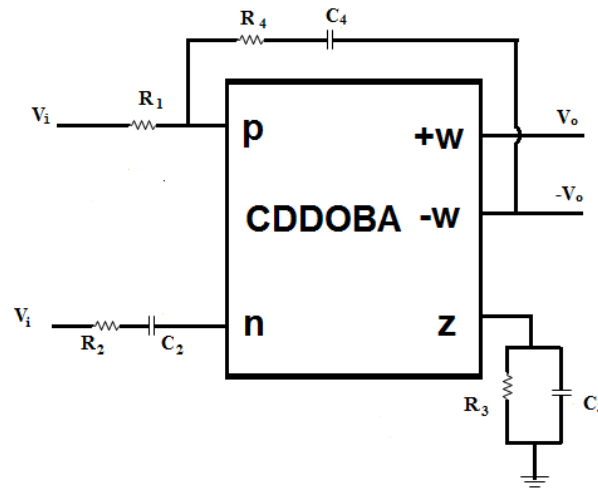 R₄ C₄
Vᵢ R₁
p +w Vₒ
CDDOBA -w -Vₒ
Vᵢ R₂ C₂ n z
R₃ C